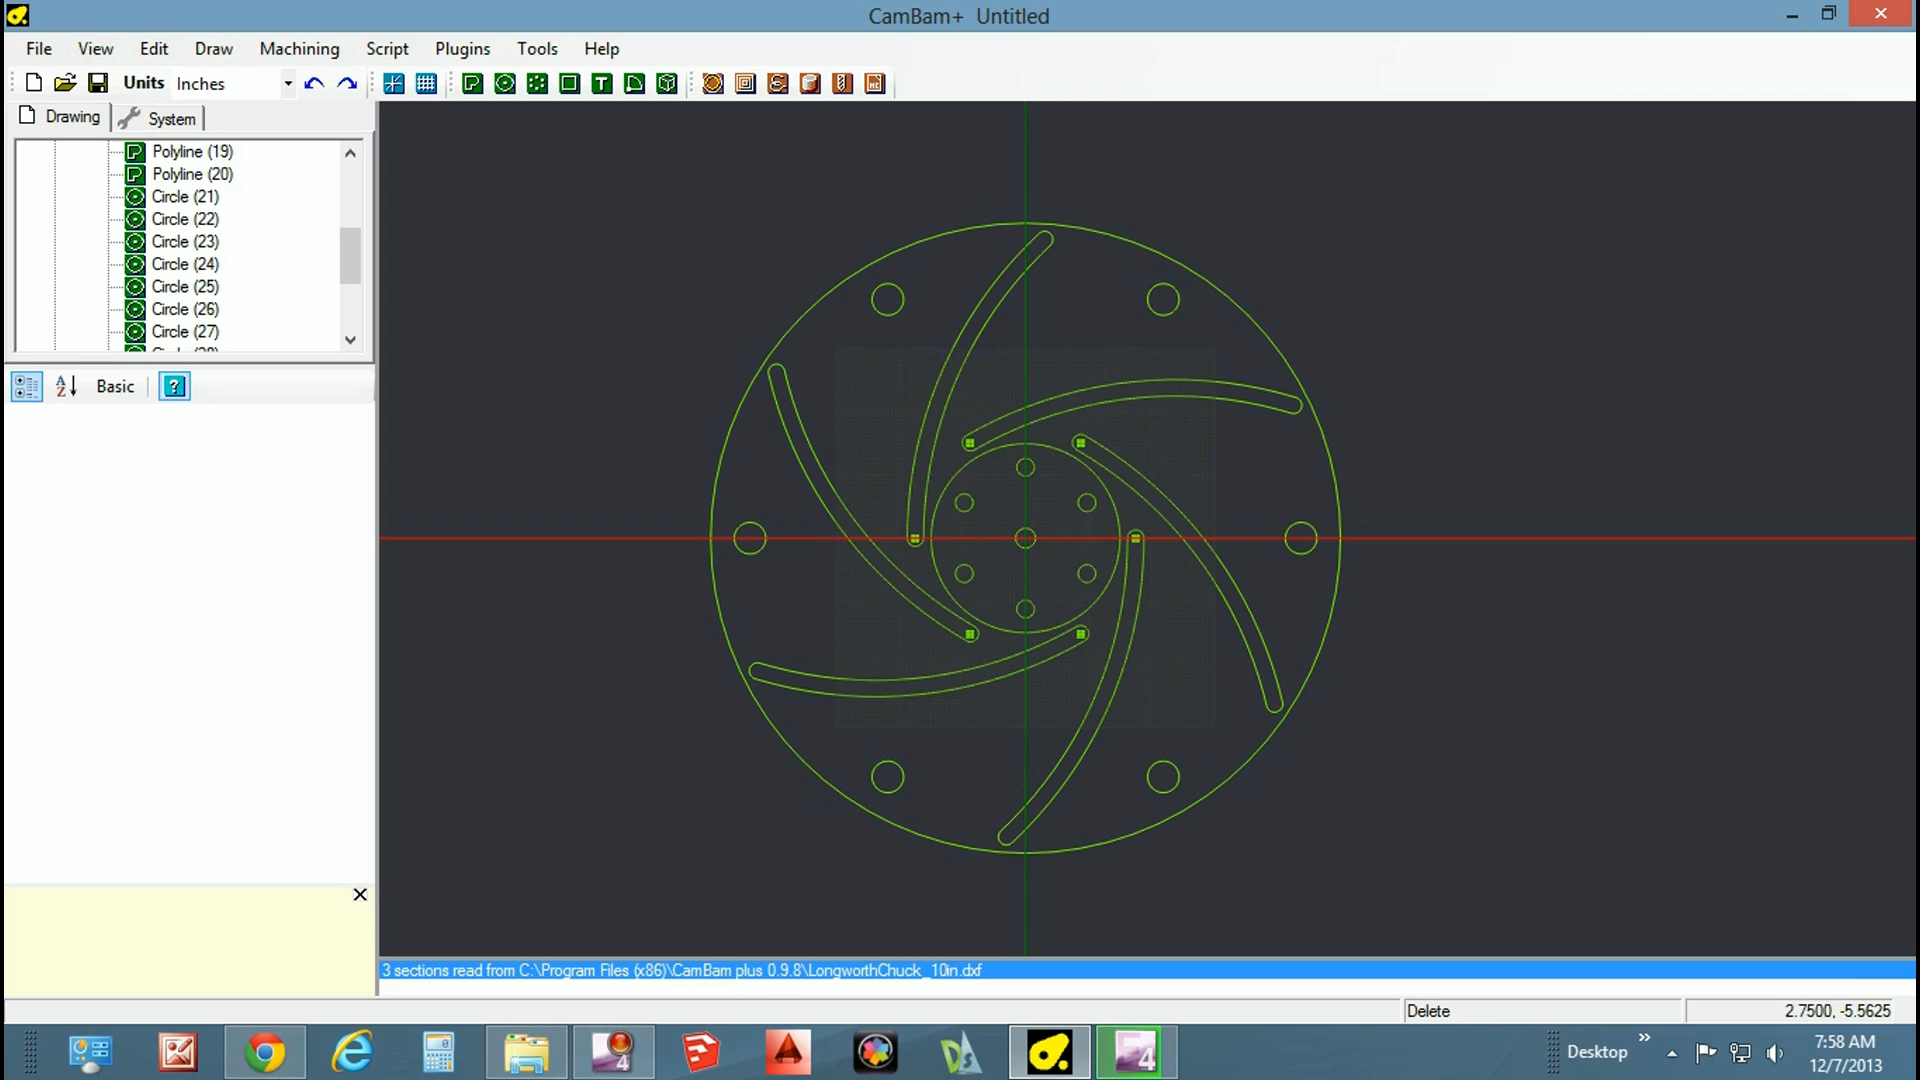 CamBam+ Untitled
File View Edit Draw Machining Script Plugins Tools Help
Units Inches
Drawing System
Polyline (19)
Polyline (20)
Circle (21)
Circle (22)
Circle (23)
Circle (24)
Circle (25)
Circle (26)
Circle (27)
Basic
3 sections read from C:\Program Files (x86)\CamBam plus 0.9.8\LongworthChuck_10in.dxf
Delete
2.7500, -5.5625
Desktop
7:58 AM
12/7/2013